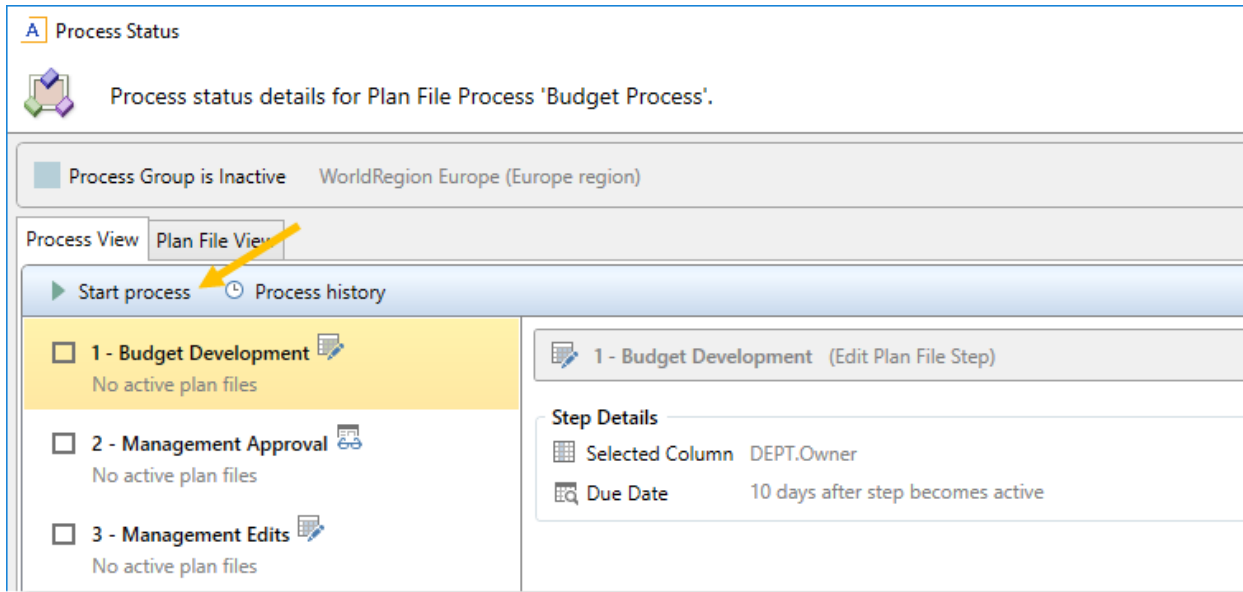 A Process Status
Process status details for Plan File Process 'Budget Process'.
Process Group is Inactive WorldRegion Europe (Europe region)
Process View Plan File View
Start process Process history
1 - Budget Development
No active plan files
2 - Management Approval
No active plan files
3 - Management Edits
No active plan files
1 - Budget Development (Edit Plan File Step)
Step Details
Selected Column DEPT.Owner
Due Date 10 days after step becomes active